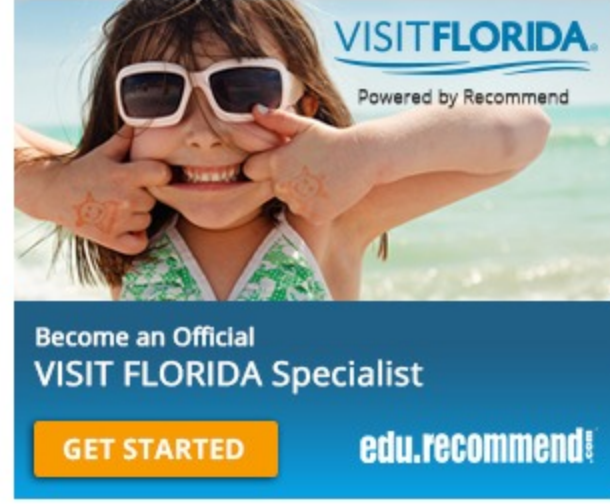 VISITFLORIDA®
Powered by Recommend
Become an Official
VISIT FLORIDA Specialist
GET STARTED
edu.recommend.com